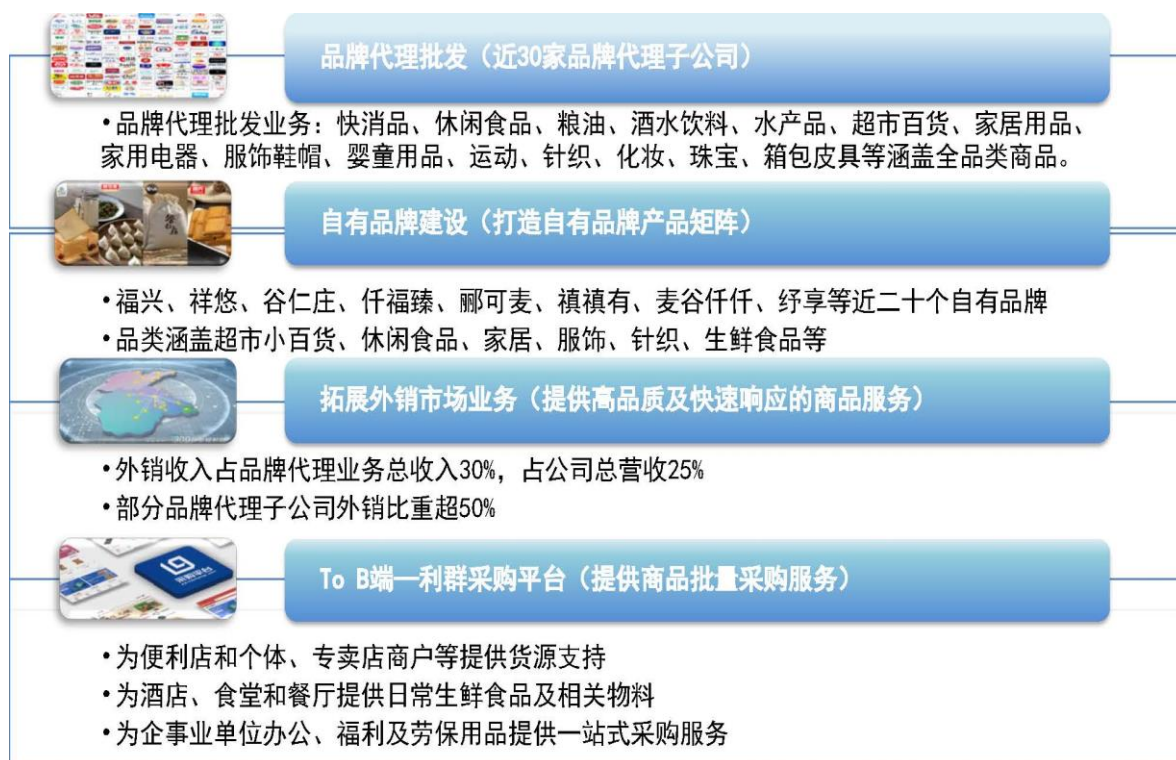 品牌代理批发（近30家品牌代理子公司）
•品牌代理批发业务：快消品、休闲食品、粮油、酒水饮料、水产品、超市百货、家居用品、
家用电器、服饰鞋帽、婴童用品、运动、针织、化妆、珠宝、箱包皮具等涵盖全品类商品。
自有品牌建设（打造自有品牌产品矩阵）
•福兴、祥悠、谷仁庄、仟福臻、郦可麦、禛禛有、麦谷仟仟、纾享等近二十个自有品牌
•品类涵盖超市小百货、休闲食品、家居、服饰、针织、生鲜食品等
拓展外销市场业务（提供高品质及快速响应的商品服务）
•外销收入占品牌代理业务总收入30%，占公司总营收25%
•部分品牌代理子公司外销比重超50%
采购平台
To B端—利群采购平台（提供商品批量采购服务）
•为便利店和个体、专卖店商户等提供货源支持
•为酒店、食堂和餐厅提供日常生鲜食品及相关物料
•为企事业单位办公、福利及劳保用品提供一站式采购服务